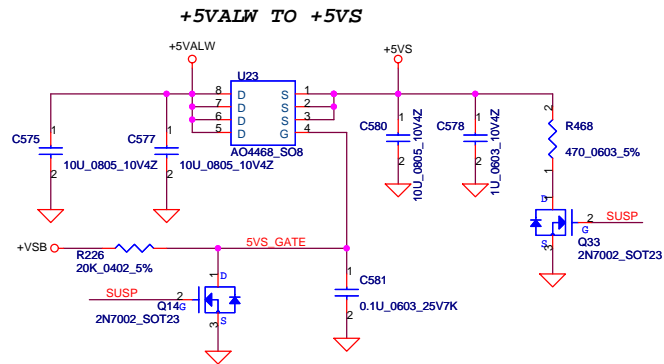 +5VALW TO +5VS
+5VALW
+5VS
U23
8 D S 1
7 D S 2
6 D S 3
5 D G 4
AO4468_SO8
C575
1
2
10U_0805_10V4Z
C577
1
2
10U_0805_10V4Z
C580
1
2
10U_0805_10V4Z
C578
1
2
1U_0603_10V4Z
2
R468
470_0603_5%
1
1
D
2
G
SUSP
S
3
Q33
2N7002_SOT23
+VSB
R226
20K_0402_5%
5VS_GATE
SUSP
1
D
2
G
Q14
S
3
2N7002_SOT23
1
C581
0.1U_0603_25V7K
2